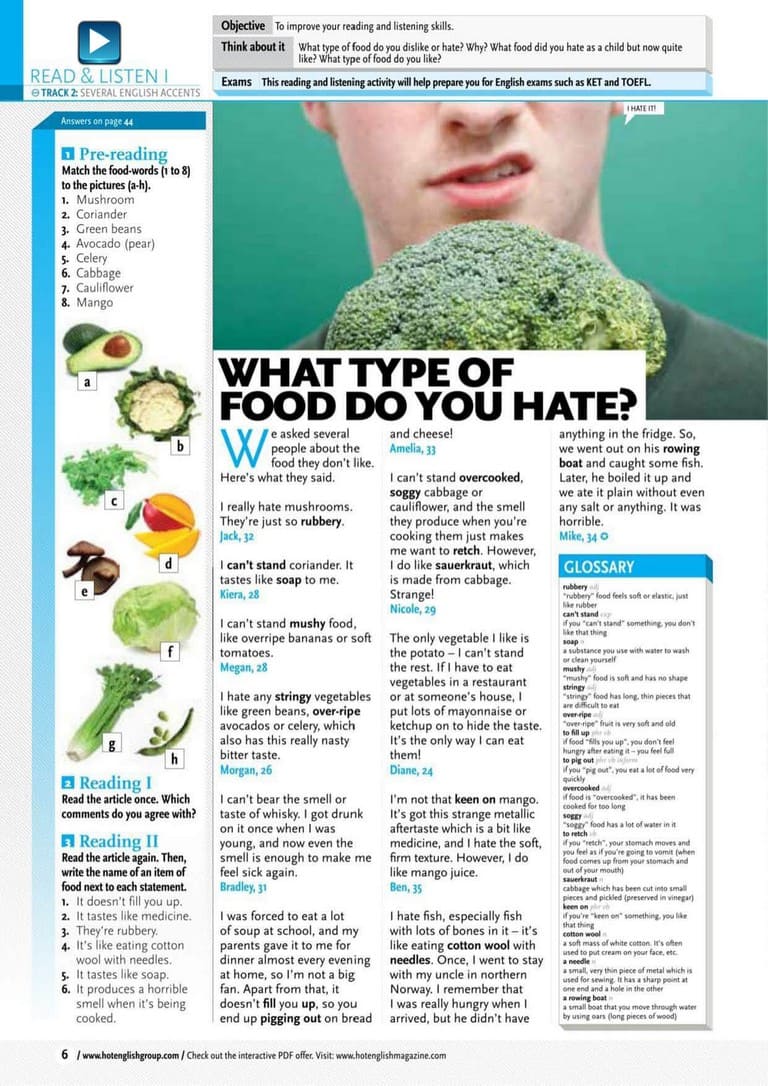 READ & LISTEN I
TRACK 2: SEVERAL ENGLISH ACCENTS
Objective To improve your reading and listening skills.
Think about it What type of food do you dislike or hate? Why? What food did you hate as a child but now quite
like? What type of food do you like?
Exams This reading and listening activity will help prepare you for English exams such as KET and TOEFL.
Answers on page 44
1 Pre-reading
Match the food-words (1 to 8)
to the pictures (a-h).
1. Mushroom
2. Coriander
3. Green beans
4. Avocado (pear)
5. Celery
6. Cabbage
7. Cauliflower
8. Mango
a
b
c
d
e
f
g
h
2 Reading I
Read the article once. Which
comments do you agree with?
3 Reading II
Read the article again. Then,
write the name of an item of
food next to each statement.
1. It doesn't fill you up.
2. It tastes like medicine.
3. They're rubbery.
4. It's like eating cotton
wool with needles.
5. It tastes like soap.
6. It produces a horrible
smell when it's being
cooked.
I HATE IT!
WHAT TYPE OF
FOOD DO YOU HATE?
We asked several
people about the
food they don't like.
Here's what they said.
I really hate mushrooms.
They're just so rubbery.
Jack, 32
I can't stand coriander. It
tastes like soap to me.
Kiera, 28
I can't stand mushy food,
like overripe bananas or soft
tomatoes.
Megan, 28
I hate any stringy vegetables
like green beans, over-ripe
avocados or celery, which
also has this really nasty
bitter taste.
Morgan, 26
I can't bear the smell or
taste of whisky. I got drunk
on it once when I was
young, and now even the
smell is enough to make me
feel sick again.
Bradley, 31
I was forced to eat a lot
of soup at school, and my
parents gave it to me for
dinner almost every evening
at home, so I'm not a big
fan. Apart from that, it
doesn't fill you up, so you
end up pigging out on bread
and cheese!
Amelia, 33
I can't stand overcooked,
soggy cabbage or
cauliflower, and the smell
they produce when you're
cooking them just makes
me want to retch. However,
I do like sauerkraut, which
is made from cabbage.
Strange!
Nicole, 29
The only vegetable I like is
the potato – I can't stand
the rest. If I have to eat
vegetables in a restaurant
or at someone's house, I
put lots of mayonnaise or
ketchup on to hide the taste.
It's the only way I can eat
them!
Diane, 24
I'm not that keen on mango.
It's got this strange metallic
aftertaste which is a bit like
medicine, and I hate the soft,
firm texture. However, I do
like mango juice.
Ben, 35
I hate fish, especially fish
with lots of bones in it – it's
like eating cotton wool with
needles. Once, I went to stay
with my uncle in northern
Norway. I remember that
I was really hungry when I
arrived, but he didn't have
anything in the fridge. So,
we went out on his rowing
boat and caught some fish.
Later, he boiled it up and
we ate it plain without even
any salt or anything. It was
horrible.
Mike, 34
GLOSSARY
rubbery adj
"rubbery" food feels soft or elastic, just
like rubber
can't stand exp
if you "can't stand" something, you don't
like that thing
soap n
a substance you use with water to wash
or clean yourself
mushy adj
"mushy" food is soft and has no shape
stringy adj
"stringy" food has long, thin pieces that
are difficult to eat
over-ripe adj
"over-ripe" fruit is very soft and old
to fill up phr vb
if food "fills you up", you don't feel
hungry after eating it – you feel full
to pig out phr vb inform
if you "pig out", you eat a lot of food very
quickly
overcooked adj
if food is "overcooked", it has been
cooked for too long
soggy adj
"soggy" food has a lot of water in it
to retch vb
if you "retch", your stomach moves and
you feel as if you're going to vomit (when
food comes up from your stomach and
out of your mouth)
sauerkraut n
cabbage which has been cut into small
pieces and pickled (preserved in vinegar)
keen on phr vb
if you're "keen on" something, you like
that thing
cotton wool n
a soft mass of white cotton. It's often
used to put cream on your face, etc.
a needle n
a small, very thin piece of metal which is
used for sewing. It has a sharp point at
one end and a hole in the other
a rowing boat n
a small boat that you move through water
by using oars (long pieces of wood)
6 / www.hotenglishgroup.com / Check out the interactive PDF offer. Visit: www.hotenglishmagazine.com